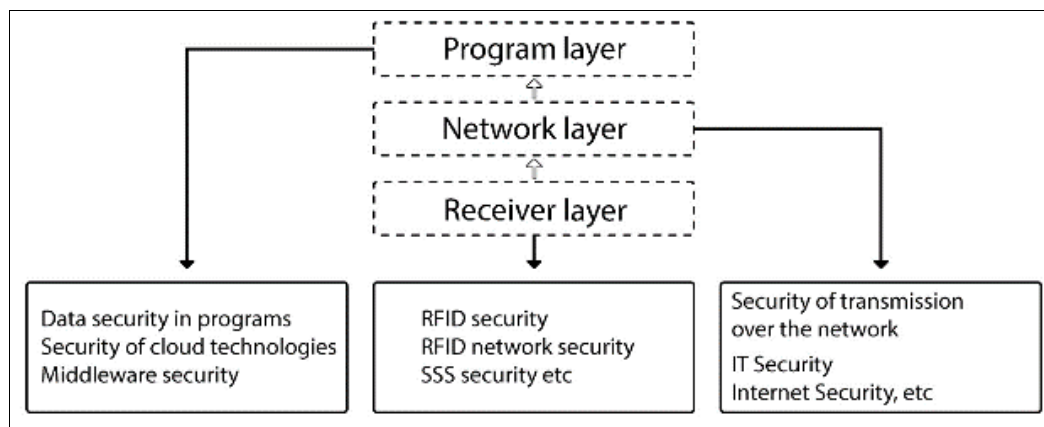 Program layer
Network layer
Receiver layer
Data security in programs
Security of cloud technologies
Middleware security
RFID security
RFID network security
SSS security etc
Security of transmission
over the network
IT Security
Internet Security, etc